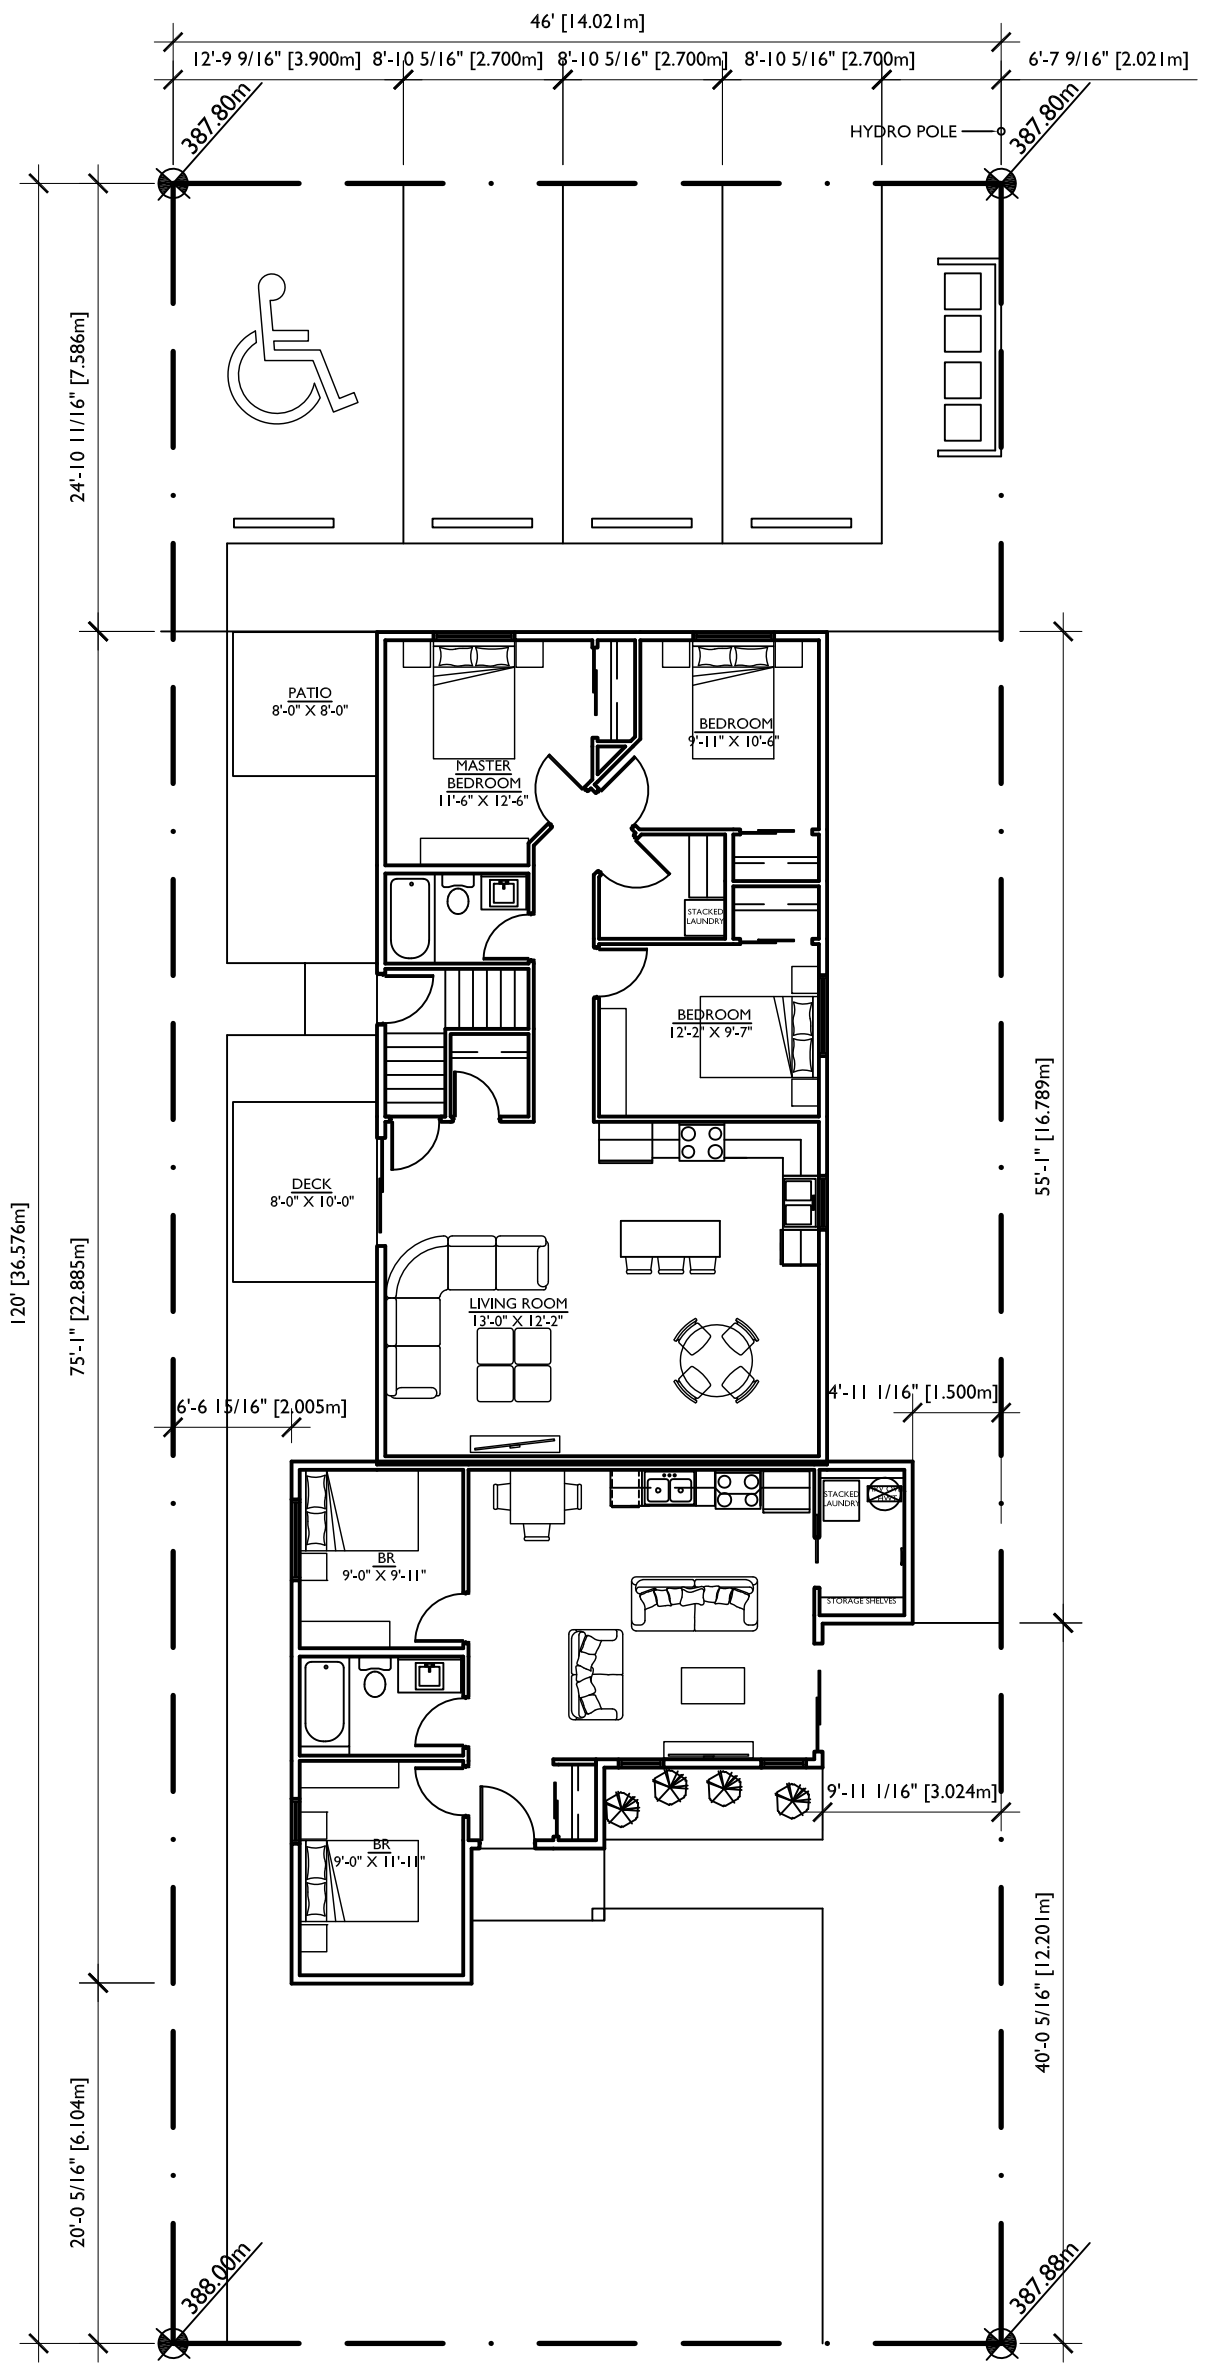 46' [14.021m]
12'-9 9/16" [3.900m]
8'-10 5/16" [2.700m]
8'-10 5/16" [2.700m]
8'-10 5/16" [2.700m]
6'-7 9/16" [2.021m]
387.80m
HYDRO POLE
387.80m
24'-10 11/16" [7.586m]
PATIO
8'-0" X 8'-0"
MASTER
BEDROOM
11'-6" X 12'-6"
BEDROOM
9'-11" X 10'-6"
STACKED
LAUNDRY
BEDROOM
12'-2" X 9'-7"
DECK
8'-0" X 10'-0"
55'-1" [16.789m]
120' [36.576m]
75'-1" [22.885m]
LIVING ROOM
13'-0" X 12'-2"
6'-6 15/16" [2.005m]
4'-11 1/16" [1.500m]
STACKED
LAUNDRY
BR
9'-0" X 9'-11"
STORAGE SHELVES
9'-11 1/16" [3.024m]
BR
9'-0" X 11'-11"
40'-0 5/16" [12.201m]
20'-0 5/16" [6.104m]
388.00m
387.88m